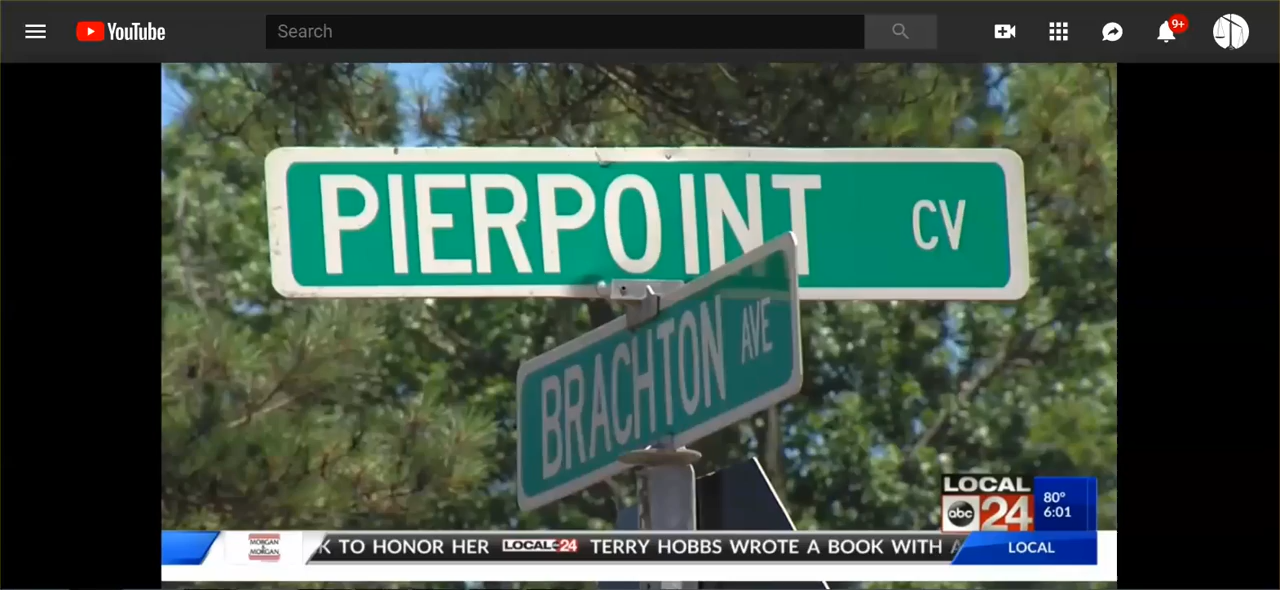 YouTube
Search
9+
PIERPOINT CV
BRACHTON AVE
LOCAL
abc 24
80°
6:01
MORGAN & MORGAN
K TO HONOR HER LOCAL 24 TERRY HOBBS WROTE A BOOK WITH A
LOCAL